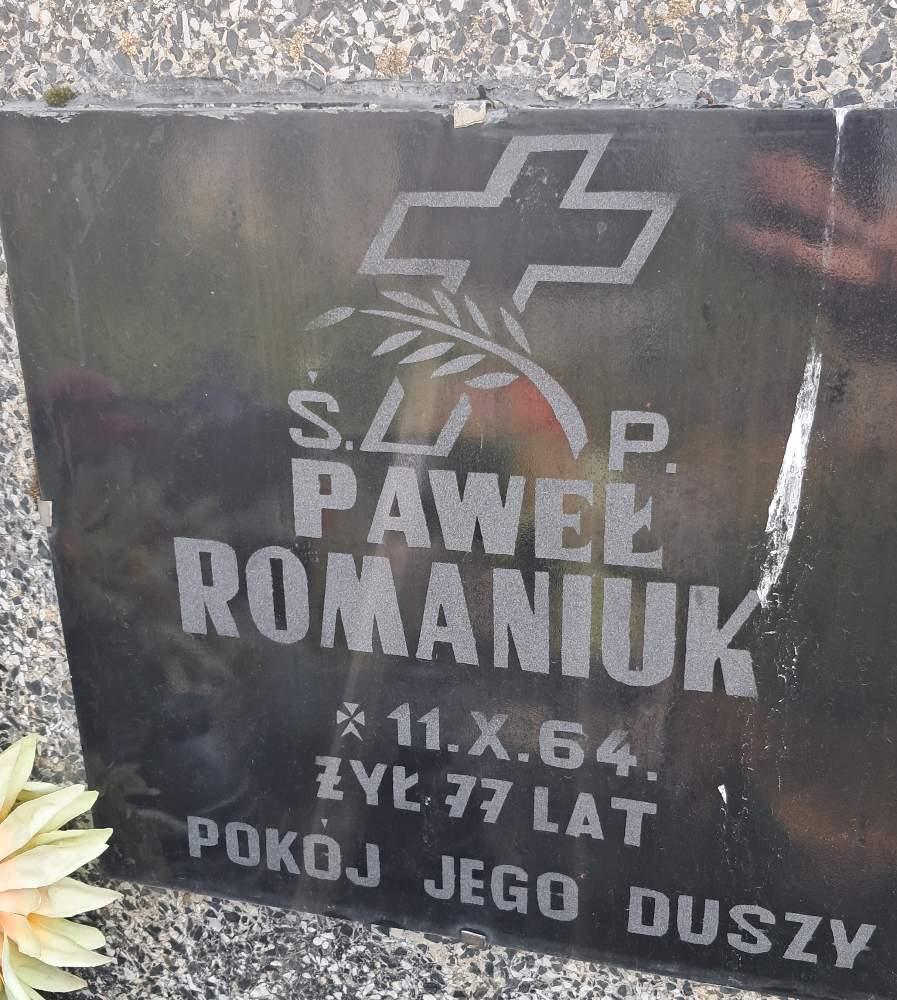 Ś. P.
PAWEŁ
ROMANIUK
✠ 11.X.64.
ŻYŁ 77 LAT
POKÓJ JEGO DUSZY